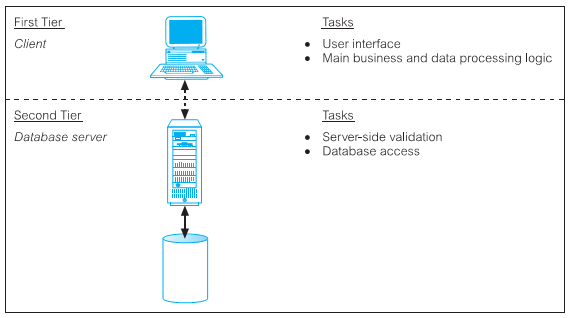 First Tier
Tasks
Client
• User interface
• Main business and data processing logic
Second Tier
Tasks
Database server
• Server-side validation
• Database access